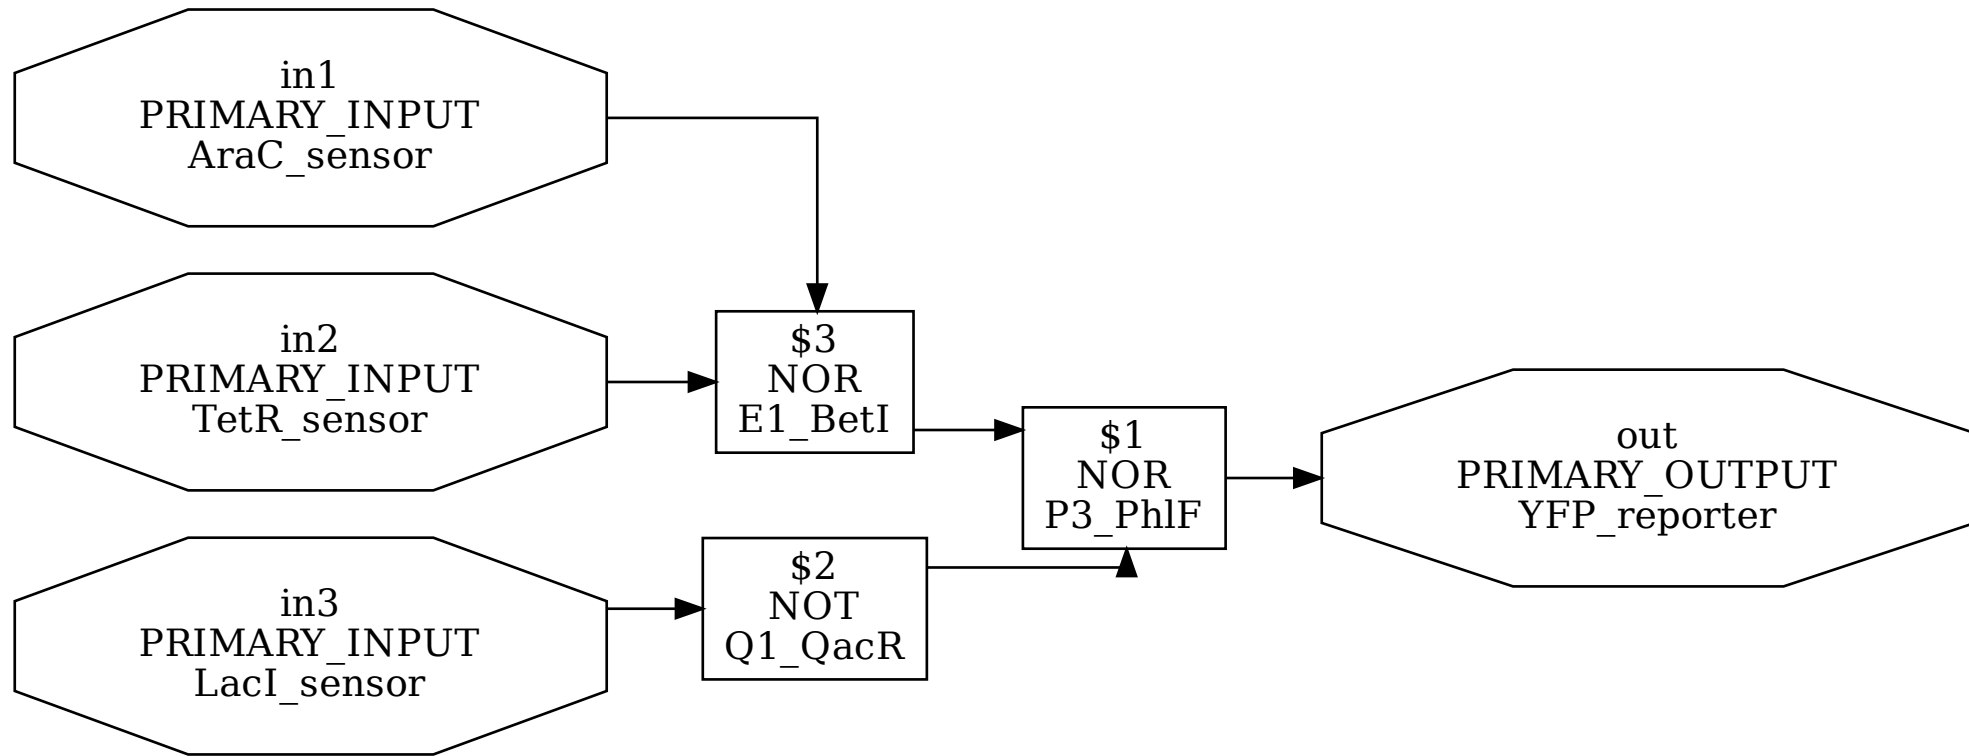 in1
PRIMARY_INPUT
AraC_sensor
in2
PRIMARY_INPUT
TetR_sensor
in3
PRIMARY_INPUT
LacI_sensor
$3
NOR
E1_BetI
$2
NOT
Q1_QacR
$1
NOR
P3_PhlF
out
PRIMARY_OUTPUT
YFP_reporter